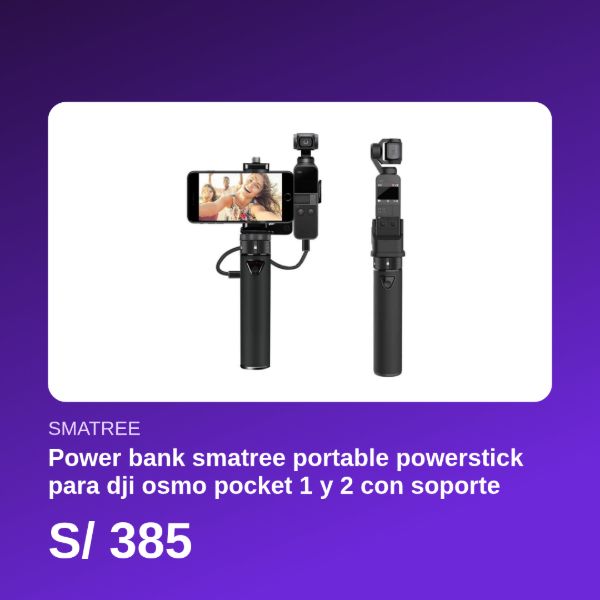 SMATREE
Power bank smatree portable powerstick
para dji osmo pocket 1 y 2 con soporte
S/ 385